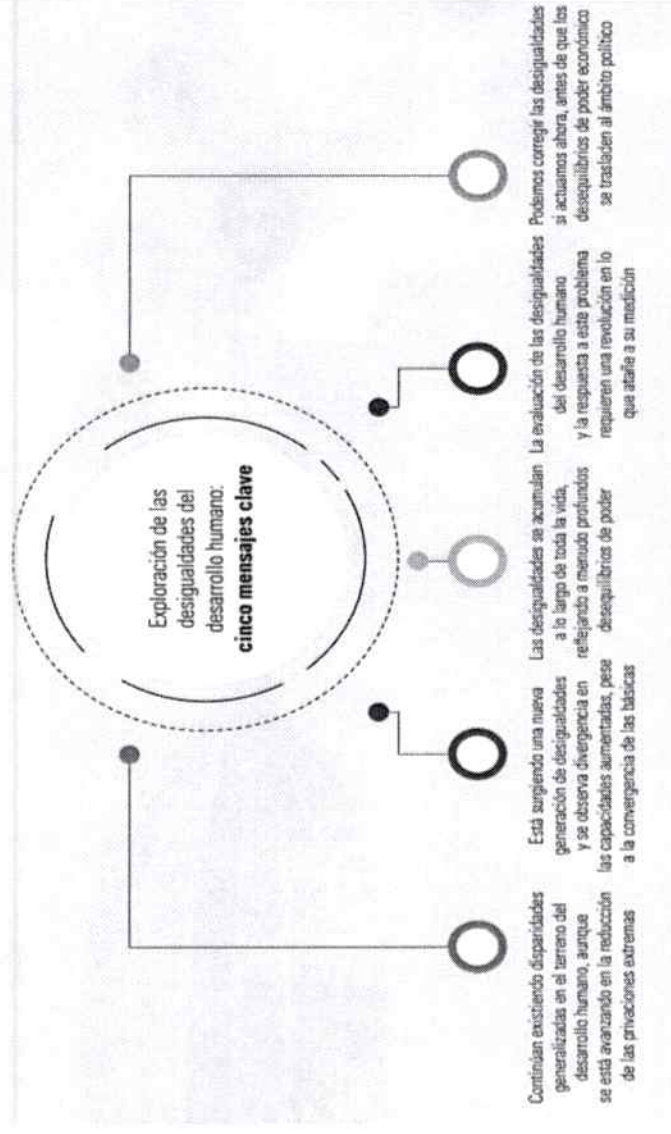 Exploración de las
desigualdades del
desarrollo humano:
cinco mensajes clave
Continúan existiendo disparidades
generalizadas en el terreno del
desarrollo humano, aunque
se está avanzando en la reducción
de las privaciones extremas
Está surgiendo una nueva
generación de desigualdades
y se observa divergencia en
las capacidades aumentadas, pese
a la convergencia de las básicas
Las desigualdades se acumulan
a lo largo de toda la vida,
reflejando a menudo profundos
desequilibrios de poder
La evaluación de las desigualdades
del desarrollo humano
y la respuesta a este problema
requieren una revolución en lo
que atañe a su medición
Podemos corregir las desigualdades
si actuamos ahora, antes de que los
desequilibrios de poder económico
se trasladen al ámbito político